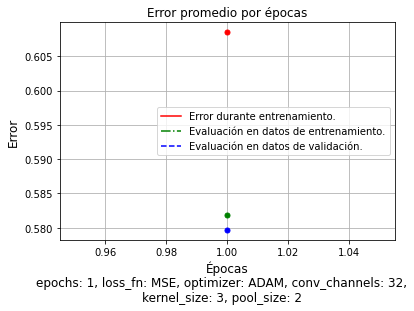 Error promedio por épocas
Error
0.605
0.600
0.595
0.590
0.585
0.580
Error durante entrenamiento.
Evaluación en datos de entrenamiento.
Evaluación en datos de validación.
0.96 0.98 1.00 1.02 1.04
Épocas
epochs: 1, loss_fn: MSE, optimizer: ADAM, conv_channels: 32,
kernel_size: 3, pool_size: 2